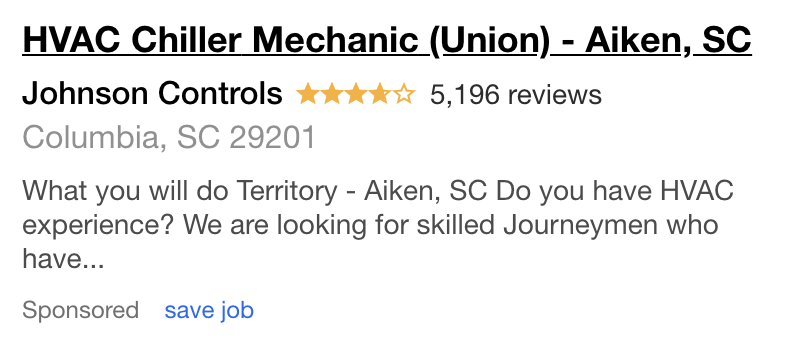 HVAC Chiller Mechanic (Union) - Aiken, SC
Johnson Controls 5,196 reviews
Columbia, SC 29201
What you will do Territory - Aiken, SC Do you have HVAC
experience? We are looking for skilled Journeymen who
have...
Sponsored save job